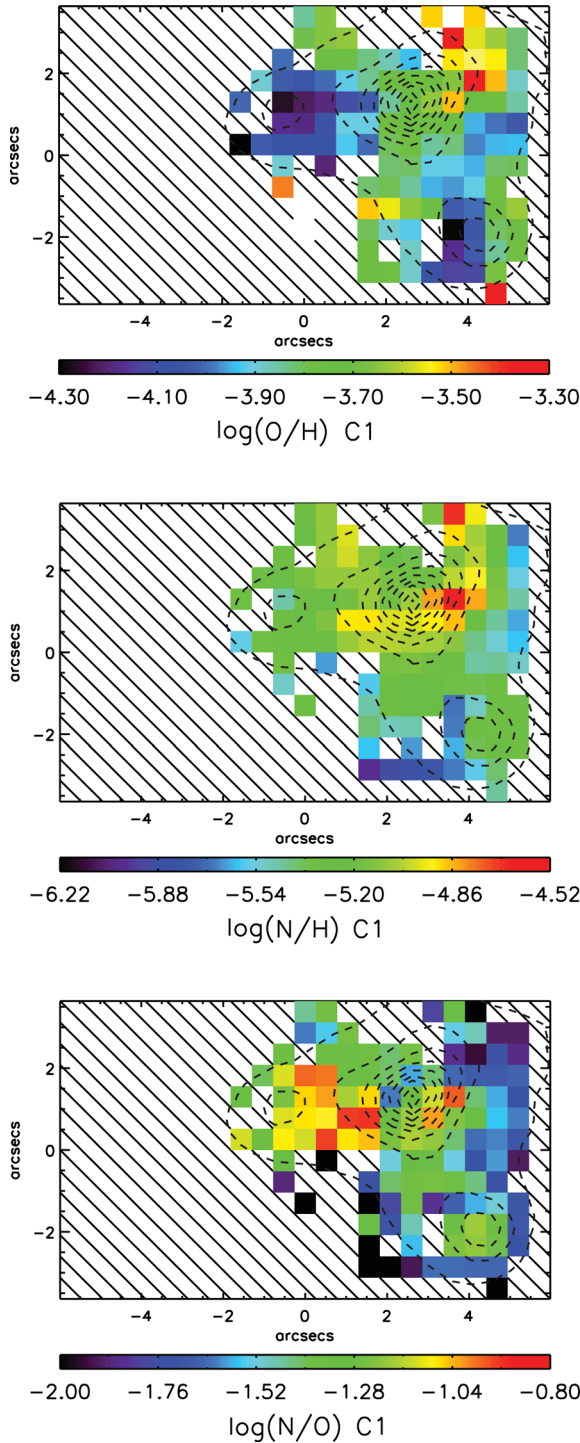 2
0
−2
arcsecs
−4 −2 0 2 4
arcsecs
−4.30 −4.10 −3.90 −3.70 −3.50 −3.30
log(O/H) C1
2
0
−2
arcsecs
−4 −2 0 2 4
arcsecs
−6.22 −5.88 −5.54 −5.20 −4.86 −4.52
log(N/H) C1
2
0
−2
arcsecs
−4 −2 0 2 4
arcsecs
−2.00 −1.76 −1.52 −1.28 −1.04 −0.80
log(N/O) C1